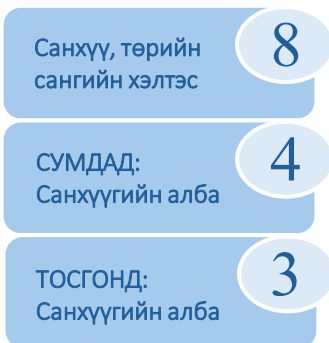 Санхүү, төрийн
сангийн хэлтэс
8
СУМДАД:
Санхүүгийн алба
4
ТОСГОНД:
Санхүүгийн алба
3